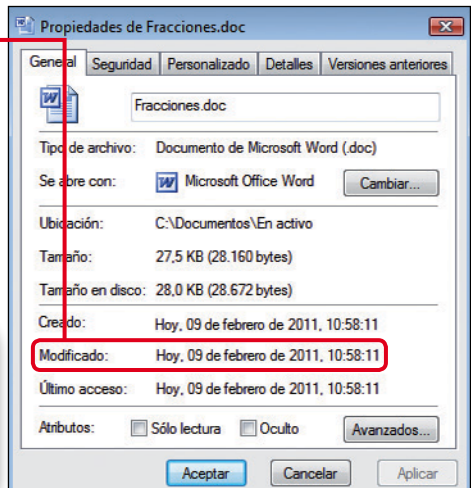 Propiedades de Fracciones.doc
General Seguridad Personalizado Detalles Versiones anteriores
Fracciones.doc
Tipo de archivo: Documento de Microsoft Word (.doc)
Se abre con: Microsoft Office Word Cambiar...
Ubicación: C:\Documentos\En activo
Tamaño: 27,5 KB (28.160 bytes)
Tamaño en disco: 28,0 KB (28.672 bytes)
Creado: Hoy, 09 de febrero de 2011, 10:58:11
Modificado: Hoy, 09 de febrero de 2011, 10:58:11
Último acceso: Hoy, 09 de febrero de 2011, 10:58:11
Atributos: Sólo lectura Oculto Avanzados...
Aceptar Cancelar Aplicar